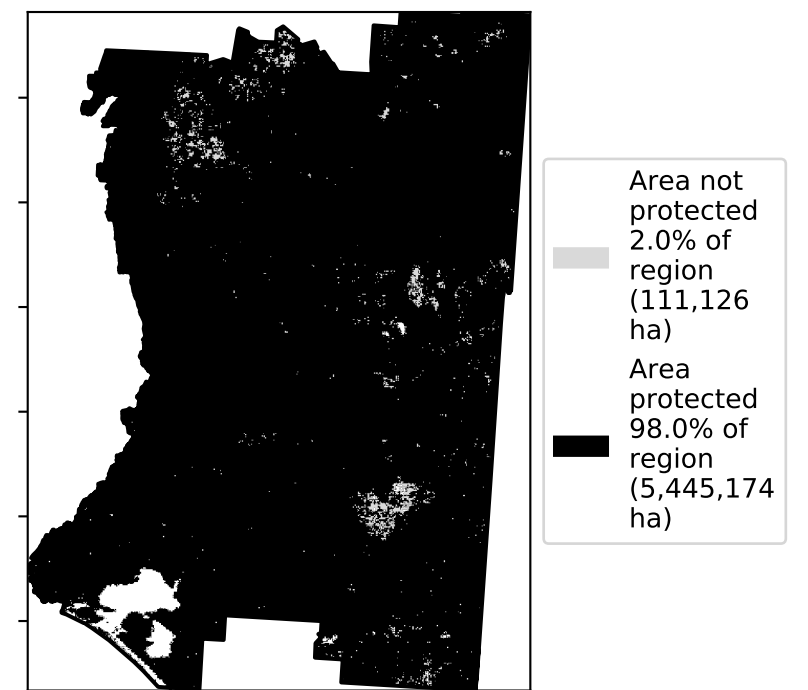 Area not
protected
2.0% of
region
(111,126
ha)
Area
protected
98.0% of
region
(5,445,174
ha)